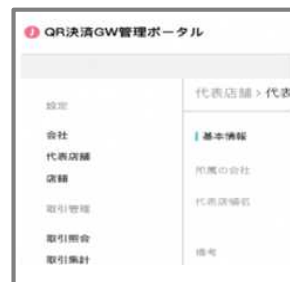 QR決済GW管理ポータル
代表店舗 > 代表
設定
基本情報
会社
代表店舗
所属の会社
店舗
代表店舗名
取引管理
取引照会
備考
取引集計